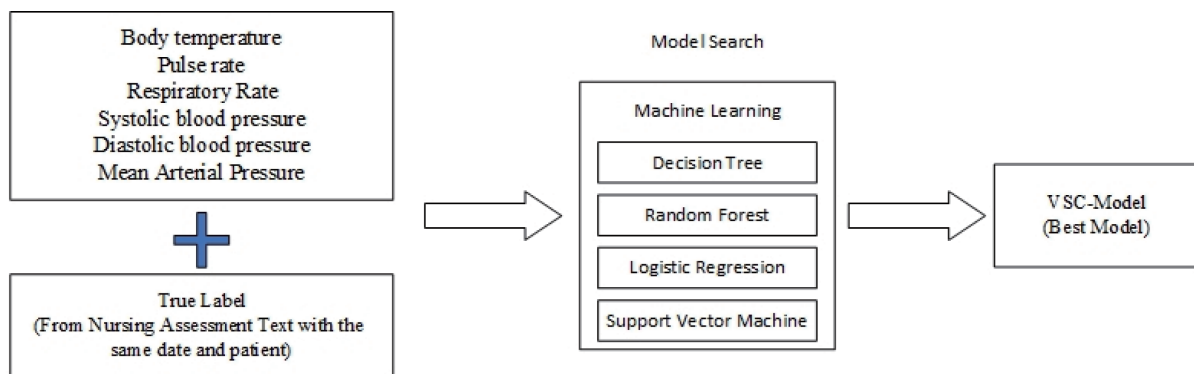 Body temperature
Pulse rate
Respiratory Rate
Systolic blood pressure
Diastolic blood pressure
Mean Arterial Pressure
True Label
(From Nursing Assessment Text with the
same date and patient)
Model Search
Machine Learning
Decision Tree
Random Forest
Logistic Regression
Support Vector Machine
VSC-Model
(Best Model)